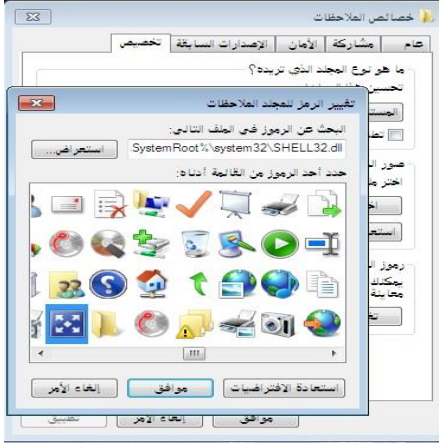 خصائص الملاحظات
عام
مشاركة
الأمان
الإصدارات السابقة
تخصيص
ما هو نوع المجلد الذي تريده؟
تغيير الرمز للمجلد الملاحظات
البحث عن الرموز في الملف التالي:
SystemRoot%\system32\SHELL32.dll
استعراض...
حدد أحد الرموز من القائمة أدناه:
استعادة الافتراضيات
موافق
إلغاء الأمر
موافق
إلغاء الأمر
تطبيق